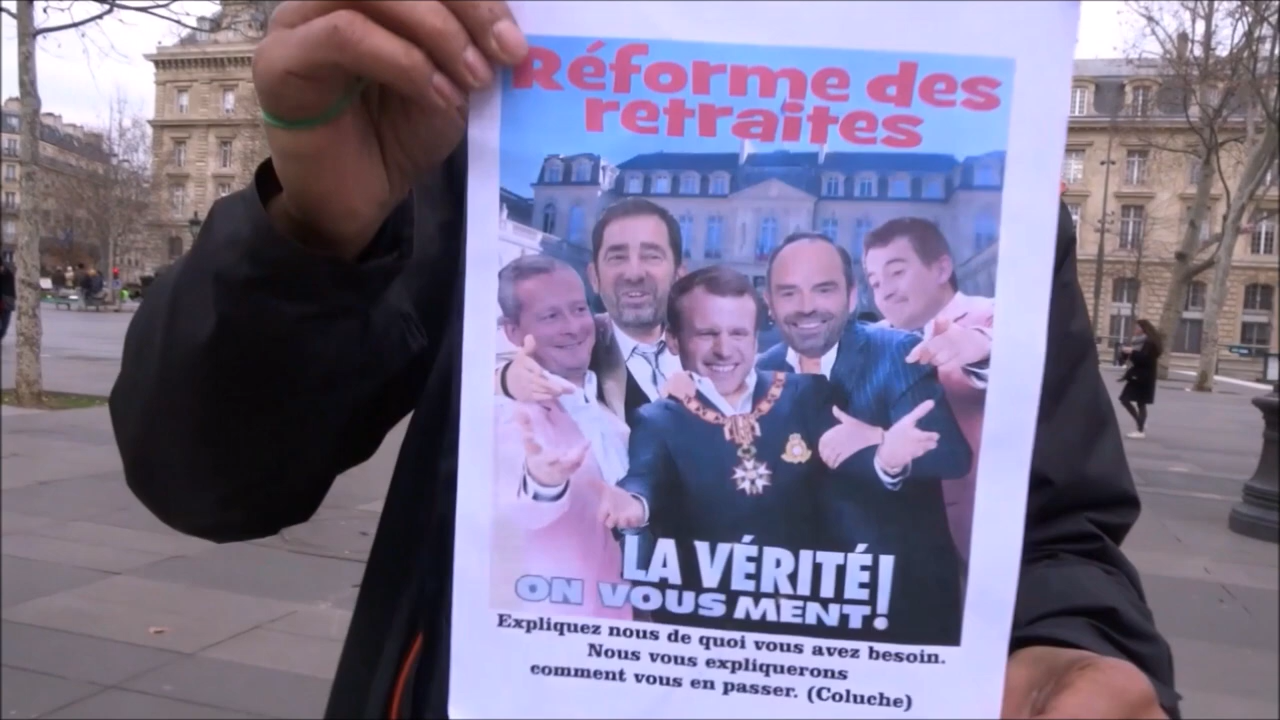 Réforme des
retraites
LA VÉRITÉ!
ON VOUS MENT!
Expliquez nous de quoi vous avez besoin.
Nous vous expliquerons
comment vous en passer. (Coluche)